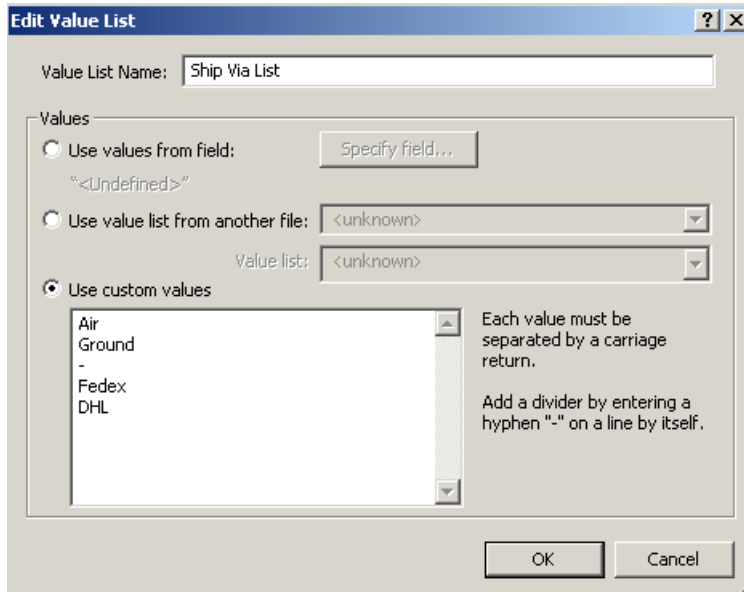 Edit Value List
Value List Name: Ship Via List
Values
Use values from field: Specify field...
"<Undefined>"
Use value list from another file: <unknown>
Value list: <unknown>
Use custom values
Air
Ground
-
Fedex
DHL
Each value must be
separated by a carriage
return.
Add a divider by entering a
hyphen "-" on a line by itself.
OK Cancel